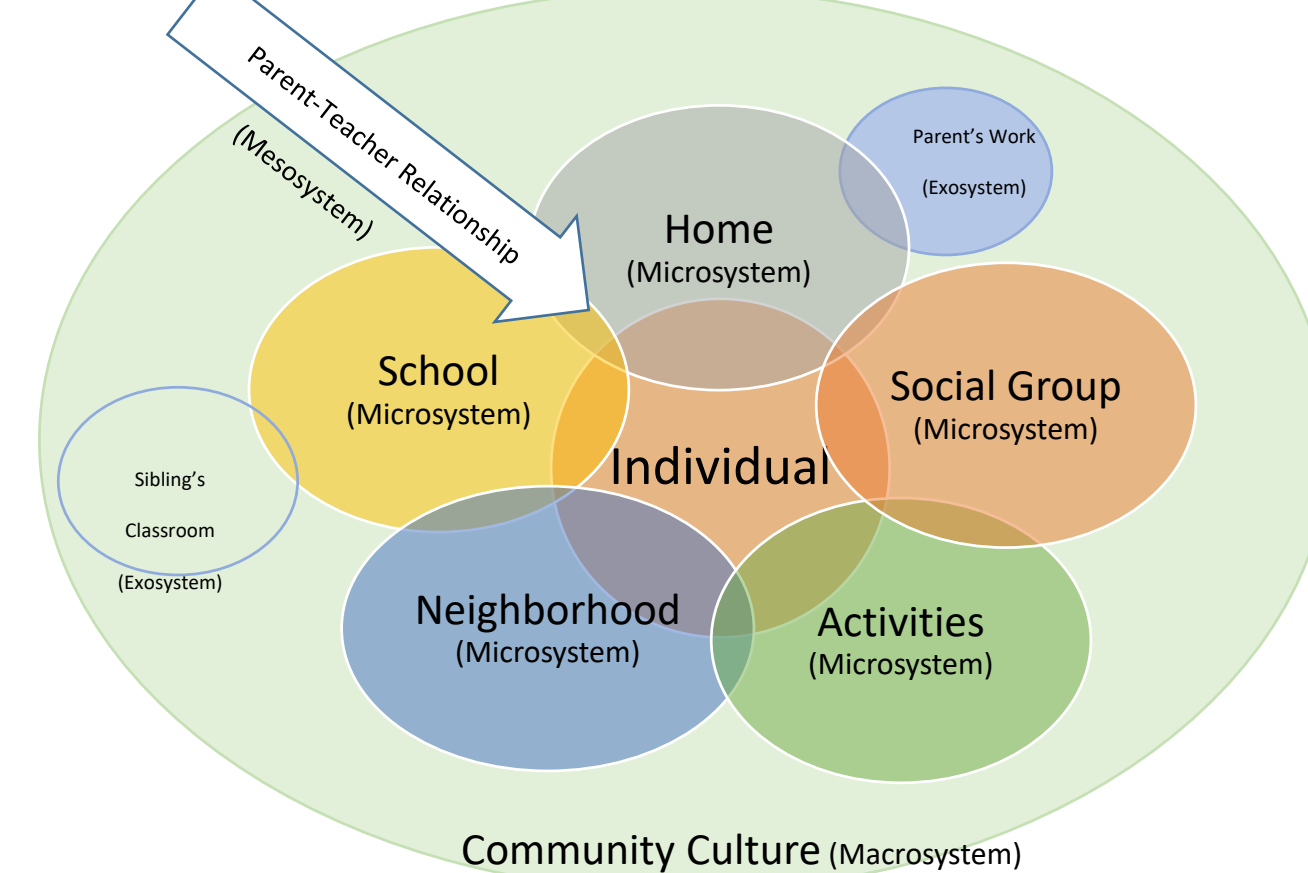 Parent-Teacher Relationship
(Mesosystem)
Parent's Work
(Exosystem)
Home
(Microsystem)
School
(Microsystem)
Social Group
(Microsystem)
Individual
Sibling's
Classroom
(Exosystem)
Neighborhood
(Microsystem)
Activities
(Microsystem)
Community Culture (Macrosystem)